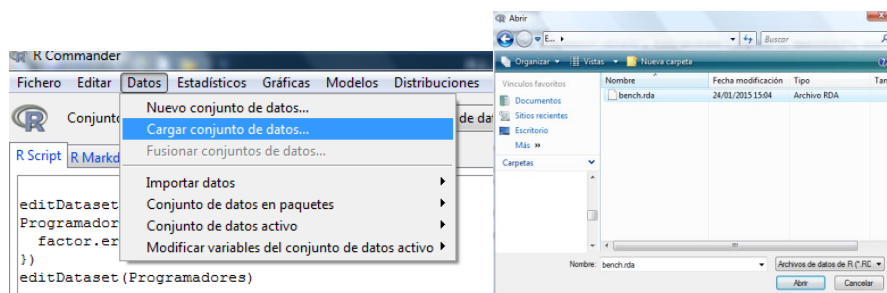 R Commander
Fichero Editar Datos Estadísticos Gráficas Modelos Distribuciones
R Conjunto
Nuevo conjunto de datos...
Cargar conjunto de datos...
de da
Fusionar conjuntos de datos...
R Script R Markd
Importar datos
Conjunto de datos en paquetes
Conjunto de datos activo
Modificar variables del conjunto de datos activo
editDataset
Programador
factor.er
})
editDataset(Programadores)
Abrir
E...
Buscar
Organizar Vistas Nueva carpeta
Vínculos favoritos
Documentos
Sitios recientes
Escritorio
Más »
Carpetas
Nombre Fecha modificación Tipo Tam
bench.rda 24/01/2015 15:04 Archivo RDA
Nombre: bench.rda
Archivos de datos de R (*.RD
Abrir Cancelar